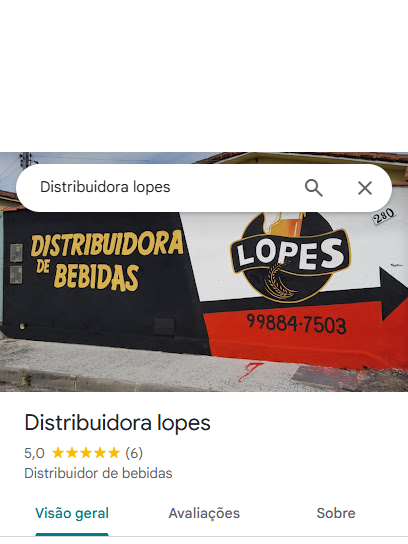 Distribuidora lopes
280
DISTRIBUIDORA
DE
BEBIDAS
LOPES
99884-7503
Distribuidora lopes
5,0 ★★★★★ (6)
Distribuidor de bebidas
Visão geral Avaliações Sobre